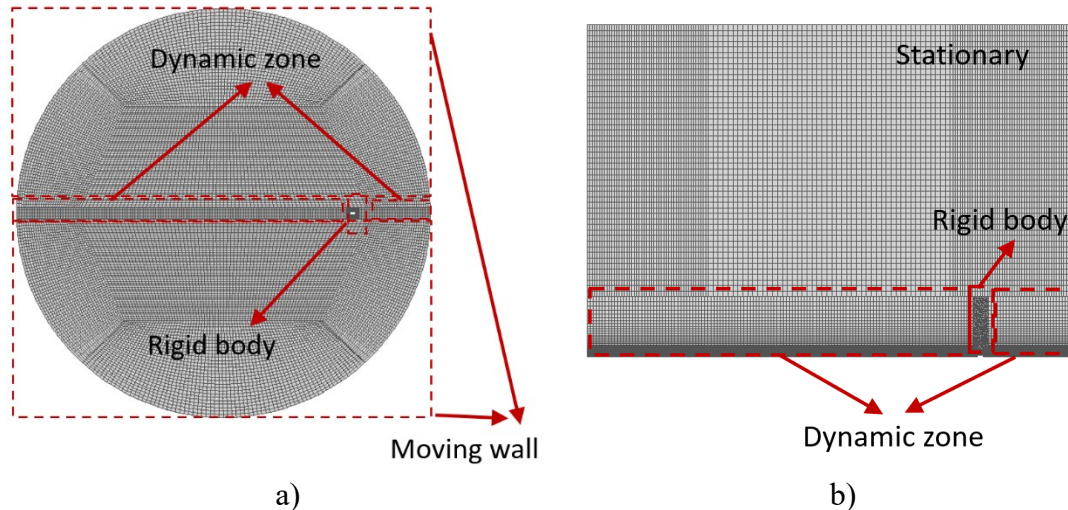 Dynamic zone
Rigid body
Moving wall
a)
Stationary
Rigid body
Dynamic zone
b)